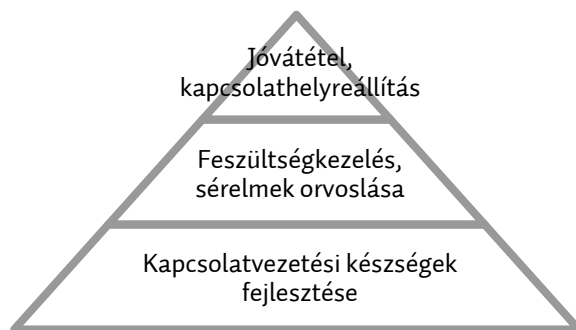 Jóvátétel,
kapcsolathelyreállítás
Feszültségkezelés,
sérelmek orvoslása
Kapcsolatvezetési készségek
fejlesztése